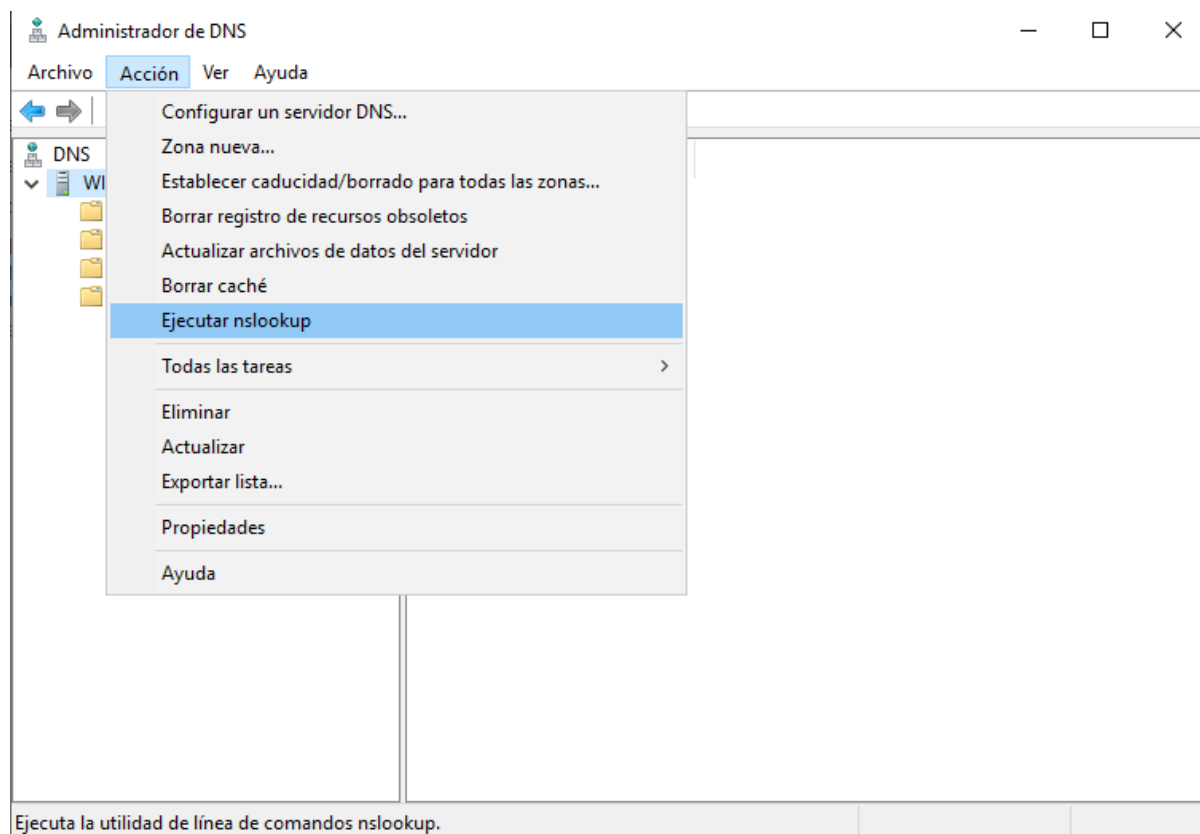 Administrador de DNS
Archivo Acción Ver Ayuda
Configurar un servidor DNS...
DNS
Zona nueva...
WI
Establecer caducidad/borrado para todas las zonas...
Borrar registro de recursos obsoletos
Actualizar archivos de datos del servidor
Borrar caché
Ejecutar nslookup
Todas las tareas
Eliminar
Actualizar
Exportar lista...
Propiedades
Ayuda
Ejecuta la utilidad de línea de comandos nslookup.